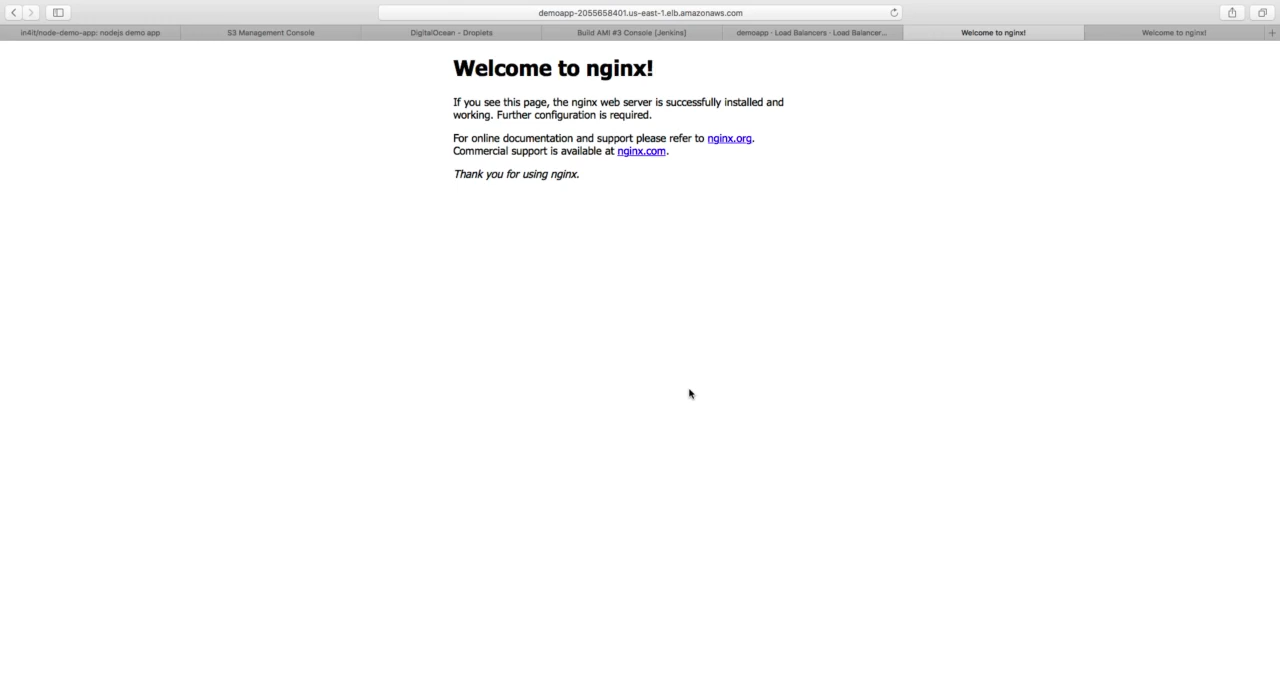 demoapp-2055658401.us-east-1.elb.amazonaws.com
in4it/node-demo-app: nodejs demo app
S3 Management Console
DigitalOcean - Droplets
Build AMI #3 Console [Jenkins]
demoapp · Load Balancers · Load Balancer...
Welcome to nginx!
Welcome to nginx!
Welcome to nginx!
If you see this page, the nginx web server is successfully installed and
working. Further configuration is required.
For online documentation and support please refer to nginx.org.
Commercial support is available at nginx.com.
Thank you for using nginx.